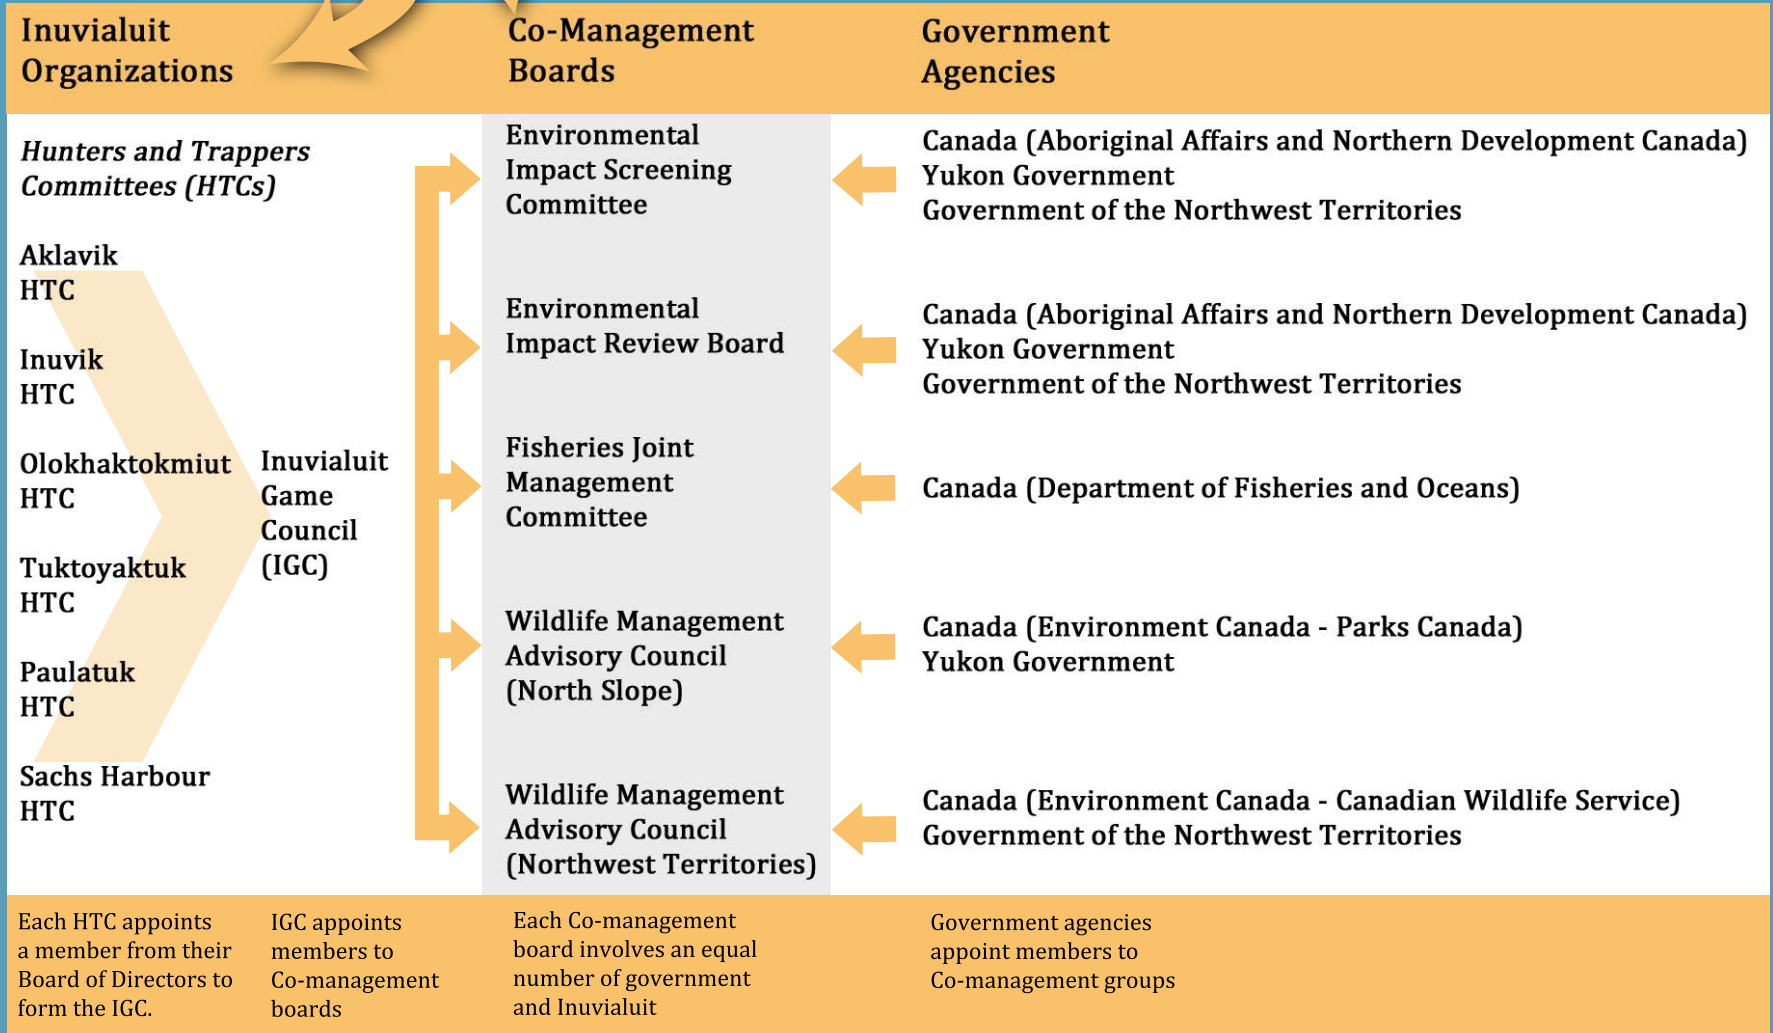 Inuvialuit
Organizations
Co-Management
Boards
Government
Agencies
Hunters and Trappers
Committees (HTCs)
Aklavik
HTC
Inuvik
HTC
Olokhaktokmiut
HTC
Tuktoyaktuk
HTC
Paulatuk
HTC
Sachs Harbour
HTC
Inuvialuit
Game
Council
(IGC)
Environmental
Impact Screening
Committee
Environmental
Impact Review Board
Fisheries Joint
Management
Committee
Wildlife Management
Advisory Council
(North Slope)
Wildlife Management
Advisory Council
(Northwest Territories)
Canada (Aboriginal Affairs and Northern Development Canada)
Yukon Government
Government of the Northwest Territories
Canada (Aboriginal Affairs and Northern Development Canada)
Yukon Government
Government of the Northwest Territories
Canada (Department of Fisheries and Oceans)
Canada (Environment Canada - Parks Canada)
Yukon Government
Canada (Environment Canada - Canadian Wildlife Service)
Government of the Northwest Territories
Each HTC appoints
a member from their
Board of Directors to
form the IGC.
IGC appoints
members to
Co-management
boards
Each Co-management
board involves an equal
number of government
and Inuvialuit
Government agencies
appoint members to
Co-management groups